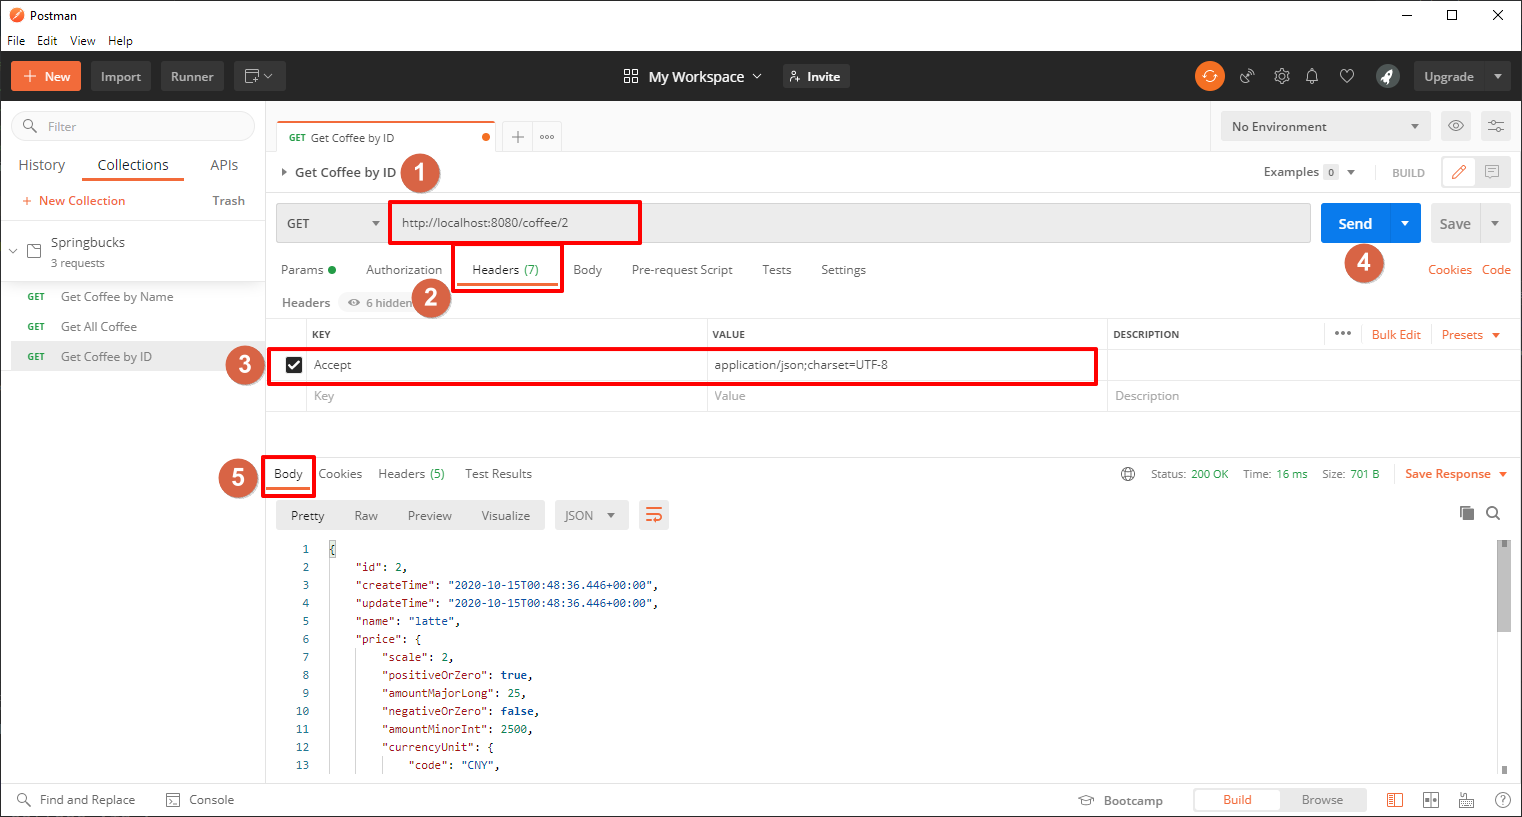 Postman
File Edit View Help
New Import Runner My Workspace Invite Upgrade
Filter
History Collections APIs
New Collection Trash
Springbucks
3 requests
GET Get Coffee by Name
GET Get All Coffee
GET Get Coffee by ID
GET Get Coffee by ID
No Environment
Get Coffee by ID 1
Examples 0 BUILD
GET http://localhost:8080/coffee/2 Send Save
4
Params Authorization Headers (7) Body Pre-request Script Tests Settings Cookies Code
Headers 6 hidden 2
KEY VALUE DESCRIPTION Bulk Edit Presets
3 Accept application/json;charset=UTF-8
Key Value Description
5 Body Cookies Headers (5) Test Results Status: 200 OK Time: 16 ms Size: 701 B Save Response
Pretty Raw Preview Visualize JSON
1 {
2 "id": 2,
3 "createTime": "2020-10-15T00:48:36.446+00:00",
4 "updateTime": "2020-10-15T00:48:36.446+00:00",
5 "name": "latte",
6 "price": {
7 "scale": 2,
8 "positiveOrZero": true,
9 "amountMajorLong": 25,
10 "negativeOrZero": false,
11 "amountMinorInt": 2500,
12 "currencyUnit": {
13 "code": "CNY",
Find and Replace Console Bootcamp Build Browse